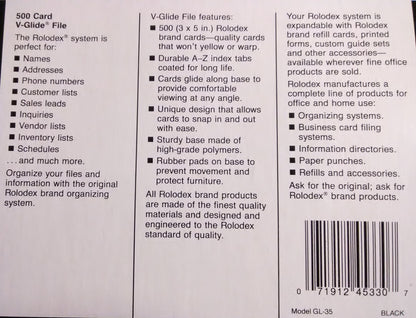 500 Card
V-Glide® File
The Rolodex® system is
perfect for:
■ Names
■ Addresses
■ Phone numbers
■ Customer lists
■ Sales leads
■ Inquiries
■ Vendor lists
■ Inventory lists
■ Schedules
. . . and much more.
Organize your files and
information with the original
Rolodex brand organizing
system.
V-Glide File features:
■ 500 (3 x 5 in.) Rolodex
brand cards—quality cards
that won't yellow or warp.
■ Durable A–Z index tabs
coated for long life.
■ Cards glide along base to
provide comfortable
viewing at any angle.
■ Unique design that allows
cards to snap in and out
with ease.
■ Sturdy base made of
high-grade polymers.
■ Rubber pads on base to
prevent movement and
protect furniture.
All Rolodex brand products
are made of the finest quality
materials and designed and
engineered to the Rolodex
standard of quality.
Your Rolodex system is
expandable with Rolodex
brand refill cards, printed
forms, custom guide sets
and other accessories—
available wherever fine office
products are sold.
Rolodex manufactures a
complete line of products for
office and home use:
■ Organizing systems.
■ Business card filing
systems.
■ Information directories.
■ Paper punches.
■ Refills and accessories.
Ask for the original; ask for
Rolodex® brand products.
0 71912 45330 7
Model GL-35 BLACK